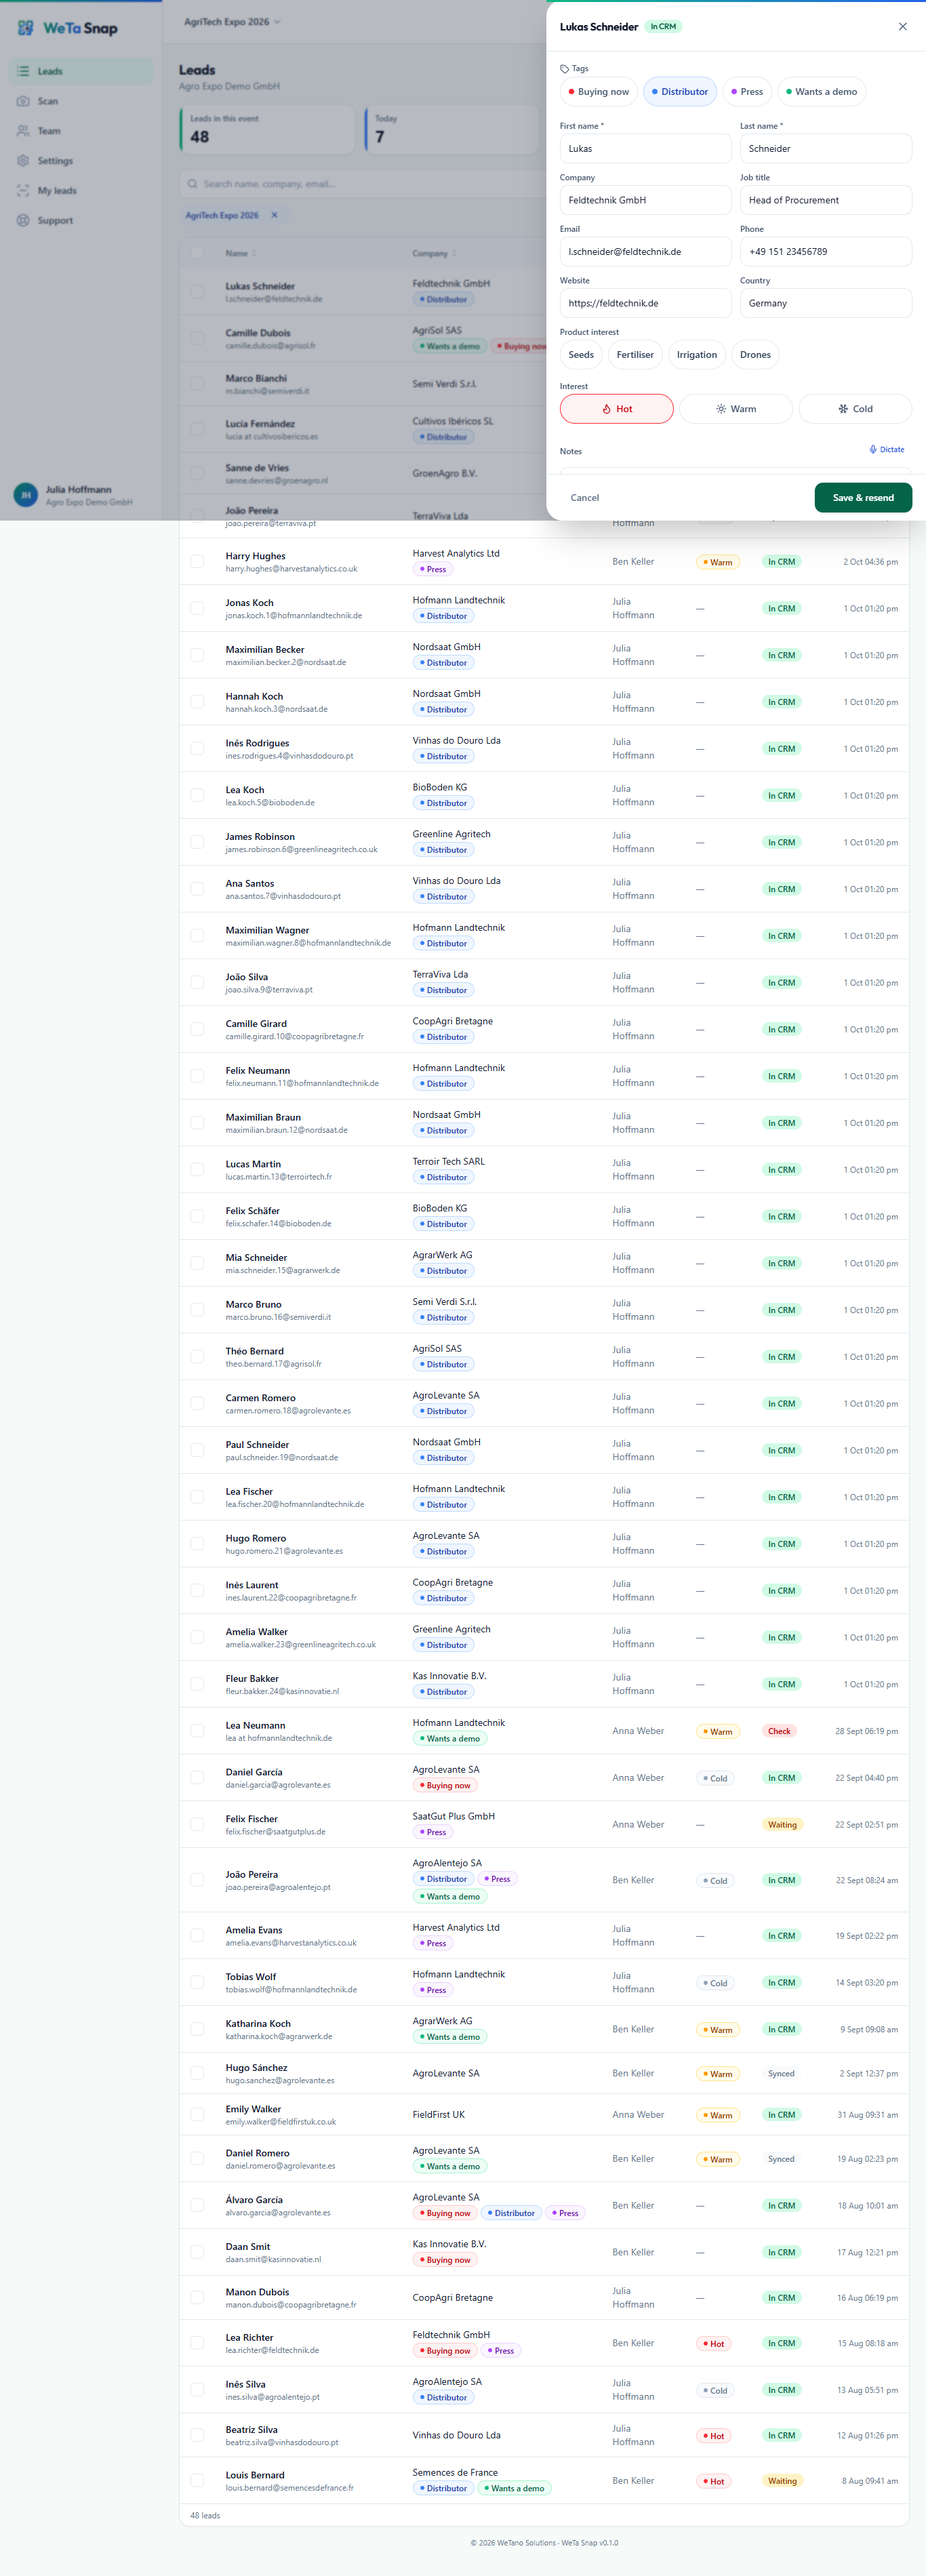 WeTa Snap
Leads
Scan
Team
Settings
My leads
Support
JH
Julia Hoffmann
Agro Expo Demo GmbH
AgriTech Expo 2026
Leads
Agro Expo Demo GmbH
Leads in this event
48
Today
7
Search name, company, email...
AgriTech Expo 2026
Name Company
Lukas Schneider
l.schneider@feldtechnik.de
Feldtechnik GmbH
Distributor
Camille Dubois
camille.dubois@agrisol.fr
AgriSol SAS
Wants a demo Buying now
Marco Bianchi
m.bianchi@semiverdi.it
Semi Verdi S.r.l.
Lucía Fernández
lucia at cultivosibericos.es
Cultivos Ibéricos SL
Distributor
Sanne de Vries
sanne.devries@groenagro.nl
GroenAgro B.V.
João Pereira
joao.pereira@terraviva.pt
TerraViva Lda
Hoffmann
Lukas Schneider In CRM
Tags
Buying now Distributor Press Wants a demo
First name * Last name *
Lukas Schneider
Company Job title
Feldtechnik GmbH Head of Procurement
Email Phone
l.schneider@feldtechnik.de +49 151 23456789
Website Country
https://feldtechnik.de Germany
Product interest
Seeds Fertiliser Irrigation Drones
Interest
Hot Warm Cold
Notes Dictate
Cancel Save & resend
Harry Hughes
harry.hughes@harvestanalytics.co.uk
Harvest Analytics Ltd
Press
Ben Keller Warm In CRM 2 Oct 04:36 pm
Jonas Koch
jonas.koch.1@hofmannlandtechnik.de
Hofmann Landtechnik
Distributor
Julia
Hoffmann
— In CRM 1 Oct 01:20 pm
Maximilian Becker
maximilian.becker.2@nordsaat.de
Nordsaat GmbH
Distributor
Julia
Hoffmann
— In CRM 1 Oct 01:20 pm
Hannah Koch
hannah.koch.3@nordsaat.de
Nordsaat GmbH
Distributor
Julia
Hoffmann
— In CRM 1 Oct 01:20 pm
Inês Rodrigues
ines.rodrigues.4@vinhasdodouro.pt
Vinhas do Douro Lda
Distributor
Julia
Hoffmann
— In CRM 1 Oct 01:20 pm
Lea Koch
lea.koch.5@bioboden.de
BioBoden KG
Distributor
Julia
Hoffmann
— In CRM 1 Oct 01:20 pm
James Robinson
james.robinson.6@greenlineagritech.co.uk
Greenline Agritech
Distributor
Julia
Hoffmann
— In CRM 1 Oct 01:20 pm
Ana Santos
ana.santos.7@vinhasdodouro.pt
Vinhas do Douro Lda
Distributor
Julia
Hoffmann
— In CRM 1 Oct 01:20 pm
Maximilian Wagner
maximilian.wagner.8@hofmannlandtechnik.de
Hofmann Landtechnik
Distributor
Julia
Hoffmann
— In CRM 1 Oct 01:20 pm
João Silva
joao.silva.9@terraviva.pt
TerraViva Lda
Distributor
Julia
Hoffmann
— In CRM 1 Oct 01:20 pm
Camille Girard
camille.girard.10@coopagribretagne.fr
CoopAgri Bretagne
Distributor
Julia
Hoffmann
— In CRM 1 Oct 01:20 pm
Felix Neumann
felix.neumann.11@hofmannlandtechnik.de
Hofmann Landtechnik
Distributor
Julia
Hoffmann
— In CRM 1 Oct 01:20 pm
Maximilian Braun
maximilian.braun.12@nordsaat.de
Nordsaat GmbH
Distributor
Julia
Hoffmann
— In CRM 1 Oct 01:20 pm
Lucas Martin
lucas.martin.13@terroirtech.fr
Terroir Tech SARL
Distributor
Julia
Hoffmann
— In CRM 1 Oct 01:20 pm
Felix Schäfer
felix.schafer.14@bioboden.de
BioBoden KG
Distributor
Julia
Hoffmann
— In CRM 1 Oct 01:20 pm
Mia Schneider
mia.schneider.15@agrarwerk.de
AgrarWerk AG
Distributor
Julia
Hoffmann
— In CRM 1 Oct 01:20 pm
Marco Bruno
marco.bruno.16@semiverdi.it
Semi Verdi S.r.l.
Distributor
Julia
Hoffmann
— In CRM 1 Oct 01:20 pm
Théo Bernard
theo.bernard.17@agrisol.fr
AgriSol SAS
Distributor
Julia
Hoffmann
— In CRM 1 Oct 01:20 pm
Carmen Romero
carmen.romero.18@agrolevante.es
AgroLevante SA
Distributor
Julia
Hoffmann
— In CRM 1 Oct 01:20 pm
Paul Schneider
paul.schneider.19@nordsaat.de
Nordsaat GmbH
Distributor
Julia
Hoffmann
— In CRM 1 Oct 01:20 pm
Lea Fischer
lea.fischer.20@hofmannlandtechnik.de
Hofmann Landtechnik
Distributor
Julia
Hoffmann
— In CRM 1 Oct 01:20 pm
Hugo Romero
hugo.romero.21@agrolevante.es
AgroLevante SA
Distributor
Julia
Hoffmann
— In CRM 1 Oct 01:20 pm
Inés Laurent
ines.laurent.22@coopagribretagne.fr
CoopAgri Bretagne
Distributor
Julia
Hoffmann
— In CRM 1 Oct 01:20 pm
Amelia Walker
amelia.walker.23@greenlineagritech.co.uk
Greenline Agritech
Distributor
Julia
Hoffmann
— In CRM 1 Oct 01:20 pm
Fleur Bakker
fleur.bakker.24@kasinnovatie.nl
Kas Innovatie B.V.
Distributor
Julia
Hoffmann
— In CRM 1 Oct 01:20 pm
Lea Neumann
lea at hofmannlandtechnik.de
Hofmann Landtechnik
Wants a demo
Anna Weber Warm Check 28 Sept 06:19 pm
Daniel García
daniel.garcia@agrolevante.es
AgroLevante SA
Buying now
Anna Weber Cold In CRM 22 Sept 04:40 pm
Felix Fischer
felix.fischer@saatgutplus.de
SaatGut Plus GmbH
Press
Anna Weber — Waiting 22 Sept 02:51 pm
João Pereira
joao.pereira@agroalentejo.pt
AgroAlentejo SA
Distributor Press
Wants a demo
Ben Keller Cold In CRM 22 Sept 08:24 am
Amelia Evans
amelia.evans@harvestanalytics.co.uk
Harvest Analytics Ltd
Press
Julia
Hoffmann
— In CRM 19 Sept 02:22 pm
Tobias Wolf
tobias.wolf@hofmannlandtechnik.de
Hofmann Landtechnik
Press
Julia
Hoffmann
Cold In CRM 14 Sept 03:20 pm
Katharina Koch
katharina.koch@agrarwerk.de
AgrarWerk AG
Wants a demo
Ben Keller Warm In CRM 9 Sept 09:08 am
Hugo Sánchez
hugo.sanchez@agrolevante.es
AgroLevante SA
Ben Keller Warm Synced 2 Sept 12:37 pm
Emily Walker
emily.walker@fieldfirstuk.co.uk
FieldFirst UK
Anna Weber Warm In CRM 31 Aug 09:31 am
Daniel Romero
daniel.romero@agrolevante.es
AgroLevante SA
Wants a demo
Ben Keller Warm Synced 19 Aug 02:23 pm
Álvaro García
alvaro.garcia@agrolevante.es
AgroLevante SA
Buying now Distributor Press
Ben Keller — In CRM 18 Aug 10:01 am
Daan Smit
daan.smit@kasinnovatie.nl
Kas Innovatie B.V.
Buying now
Ben Keller — In CRM 17 Aug 12:21 pm
Manon Dubois
manon.dubois@coopagribretagne.fr
CoopAgri Bretagne
Julia
Hoffmann
— In CRM 16 Aug 06:19 pm
Lea Richter
lea.richter@feldtechnik.de
Feldtechnik GmbH
Buying now Press
Ben Keller Hot In CRM 15 Aug 08:18 am
Inés Silva
ines.silva@agroalentejo.pt
AgroAlentejo SA
Distributor
Julia
Hoffmann
Cold In CRM 13 Aug 05:51 pm
Beatriz Silva
beatriz.silva@vinhasdodouro.pt
Vinhas do Douro Lda
Julia
Hoffmann
Hot In CRM 12 Aug 01:26 pm
Louis Bernard
louis.bernard@semencesdefrance.fr
Semences de France
Distributor Wants a demo
Ben Keller Hot Waiting 8 Aug 09:41 am
48 leads
© 2026 WeTano Solutions · WeTa Snap v0.1.0